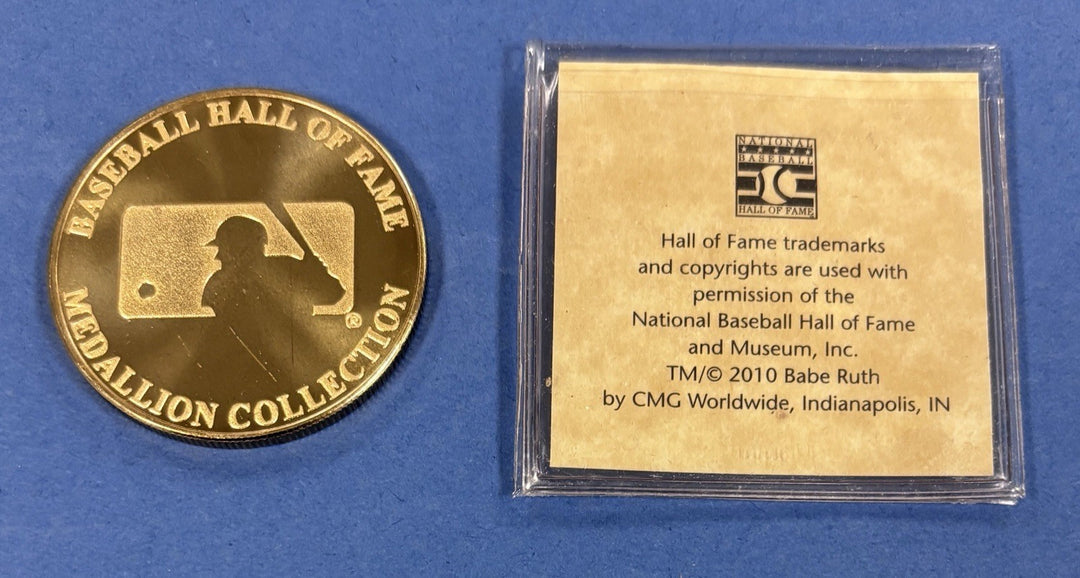 BASEBALL HALL OF FAME
®
MEDALLION COLLECTION
NATIONAL
BASEBALL
HALL OF FAME
Hall of Fame trademarks
and copyrights are used with
permission of the
National Baseball Hall of Fame
and Museum, Inc.
TM/© 2010 Babe Ruth
by CMG Worldwide, Indianapolis, IN